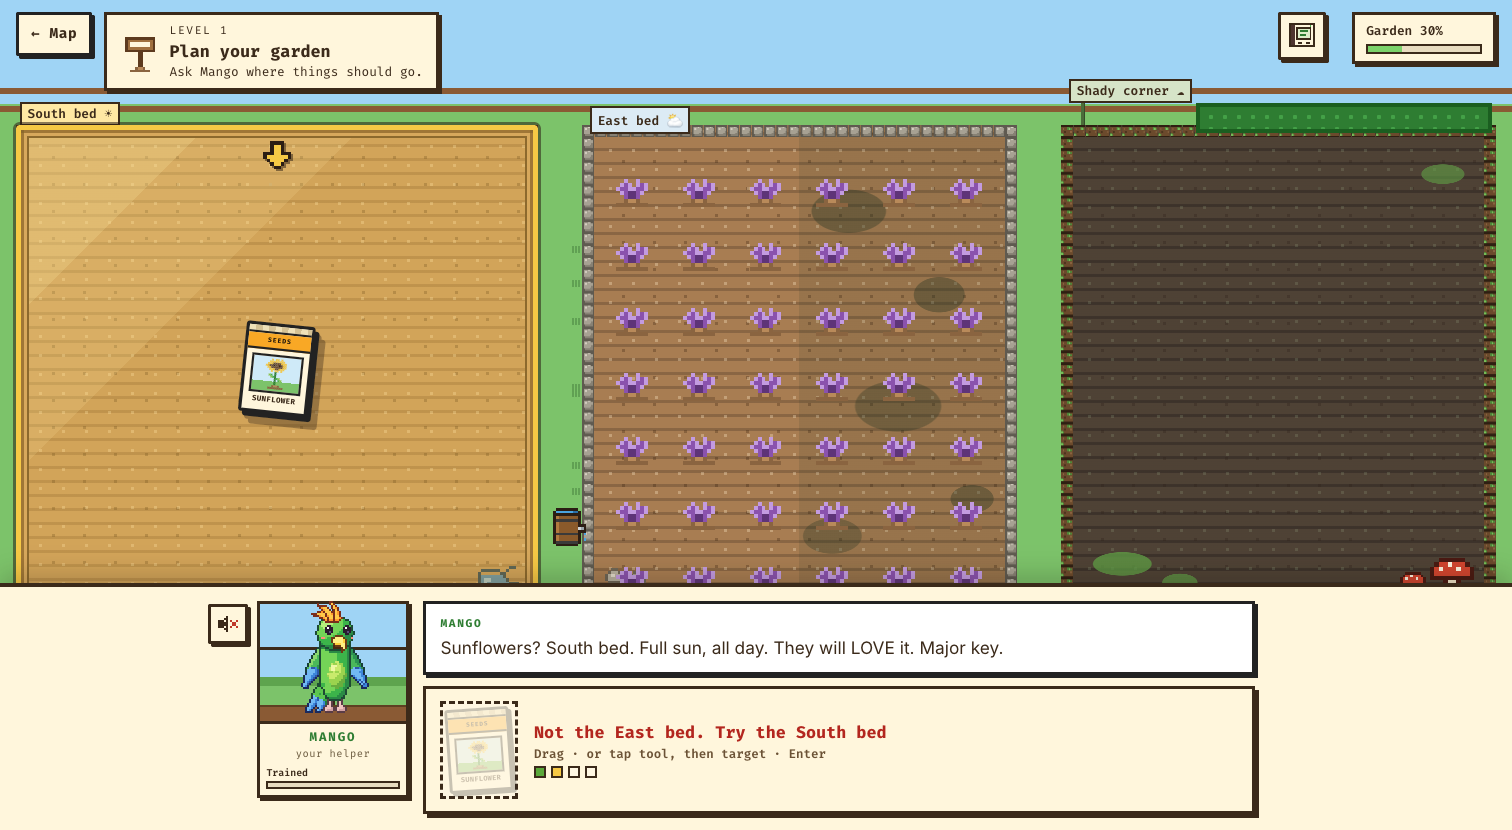 ← Map
LEVEL 1
Plan your garden
Ask Mango where things should go.
Garden 30%
Shady corner
South bed
East bed
SEEDS
SUNFLOWER
MANGO
Sunflowers? South bed. Full sun, all day. They will LOVE it. Major key.
SEEDS
SUNFLOWER
Not the East bed. Try the South bed
Drag · or tap tool, then target · Enter
MANGO
your helper
Trained